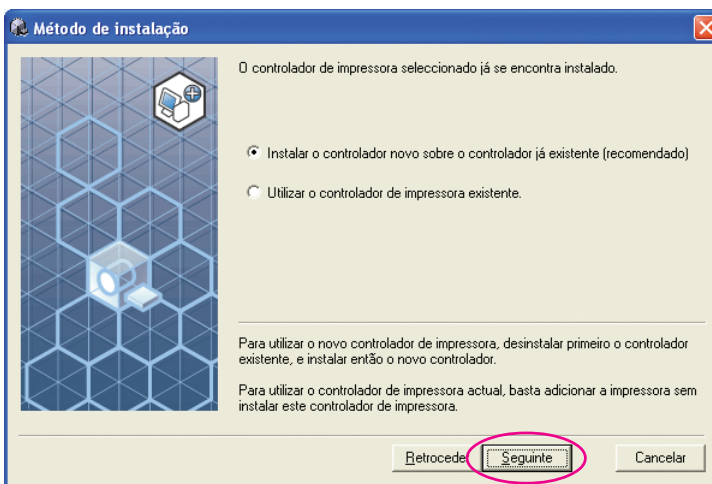 Método de instalação
O controlador de impressora seleccionado já se encontra instalado.
Instalar o controlador novo sobre o controlador já existente (recomendado)
Utilizar o controlador de impressora existente.
Para utilizar o novo controlador de impressora, desinstalar primeiro o controlador
existente, e instalar então o novo controlador.
Para utilizar o controlador de impressora actual, basta adicionar a impressora sem
instalar este controlador de impressora.
Retrocede Seguinte Cancelar